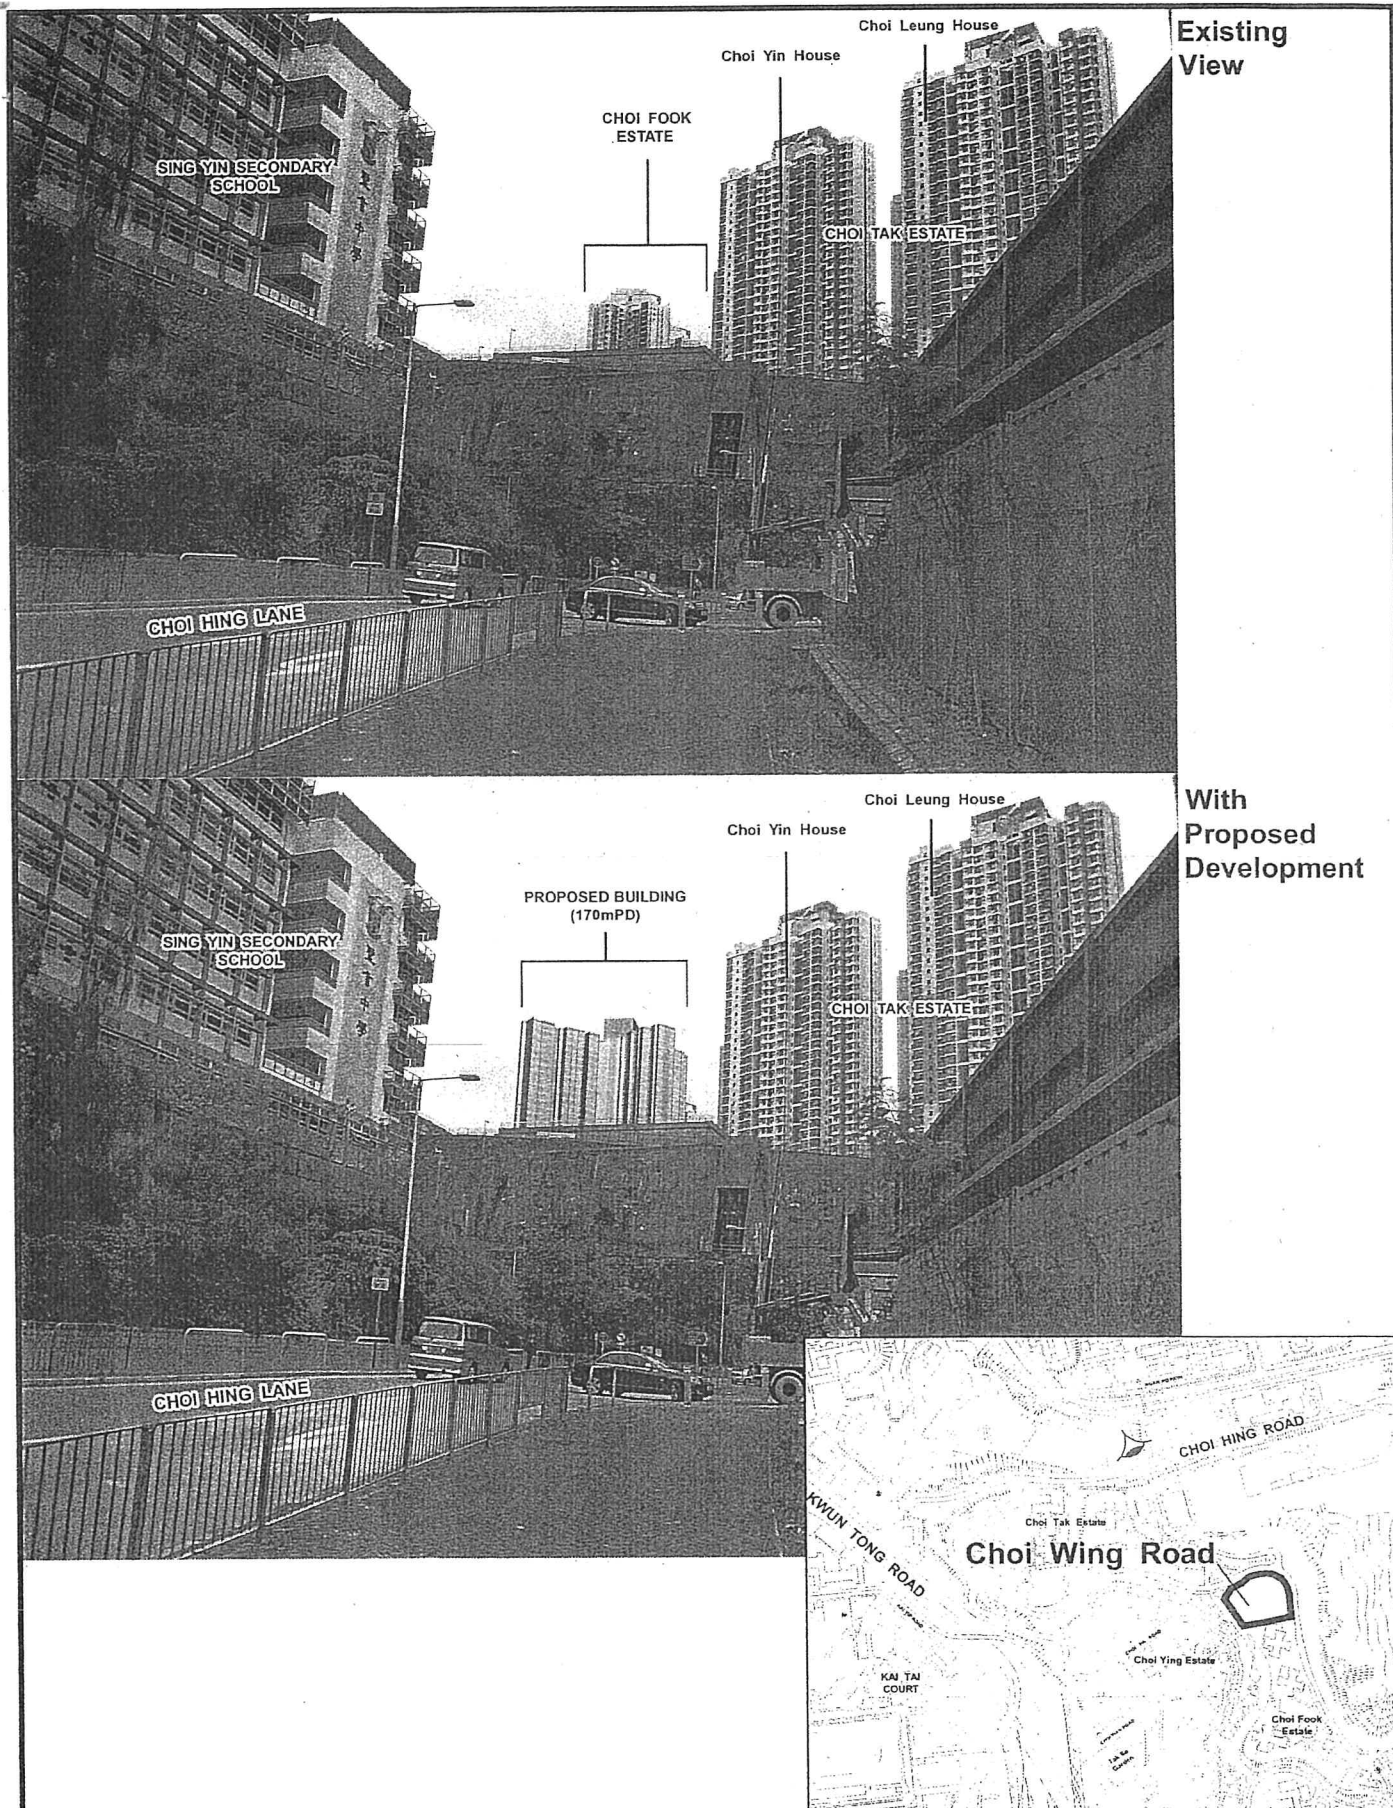 Existing
View
Choi Leung House
Choi Yin House
CHOI FOOK
ESTATE
SING YIN SECONDARY
SCHOOL
CHOI TAK ESTATE
CHOI HING LANE
With
Proposed
Development
Choi Leung House
Choi Yin House
PROPOSED BUILDING
(170mPD)
SING YIN SECONDARY
SCHOOL
CHOI TAK ESTATE
CHOI HING LANE
CHOI HING ROAD
KWUN TONG ROAD
Choi Tak Estate
Choi Wing Road
Choi Ying Estate
KAI TAI
COURT
Choi Fook
Estate